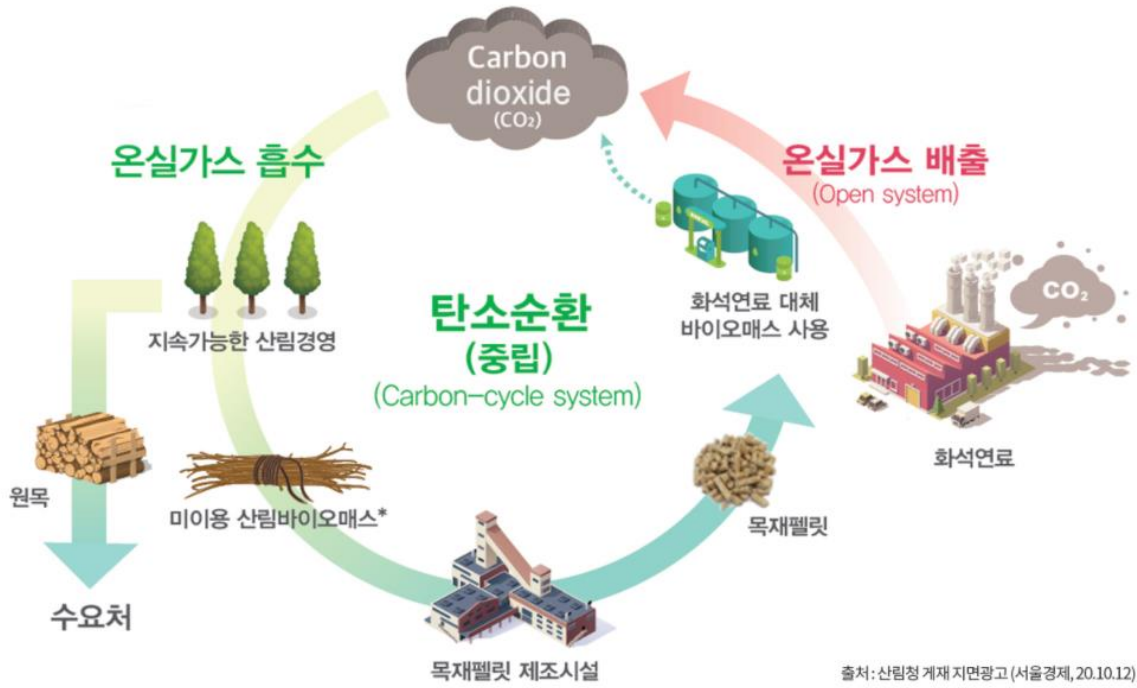 Carbon
dioxide
(CO₂)
온실가스 흡수
온실가스 배출
(Open system)
지속가능한 산림경영
탄소순환
(중립)
(Carbon-cycle system)
화석연료 대체
바이오매스 사용
CO₂
화석연료
원목
미이용 산림바이오매스*
목재펠릿
수요처
목재펠릿 제조시설
출처 : 산림청 게재 지면광고 (서울경제, 20.10.12)